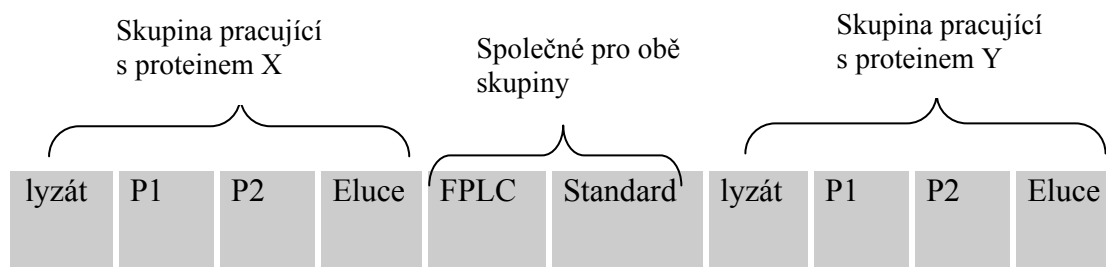 Skupina pracující
s proteinem X
Společné pro obě
skupiny
Skupina pracující
s proteinem Y
lyzát P1 P2 Eluce FPLC Standard lyzát P1 P2 Eluce